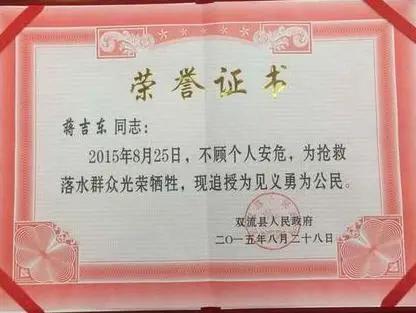 荣誉证书
蒋吉东 同志：
2015年8月25日，不顾个人安危，为抢救
落水群众光荣牺牲，现追授为见义勇为公民。
双流县人民政府
二〇一五年八月二十八日